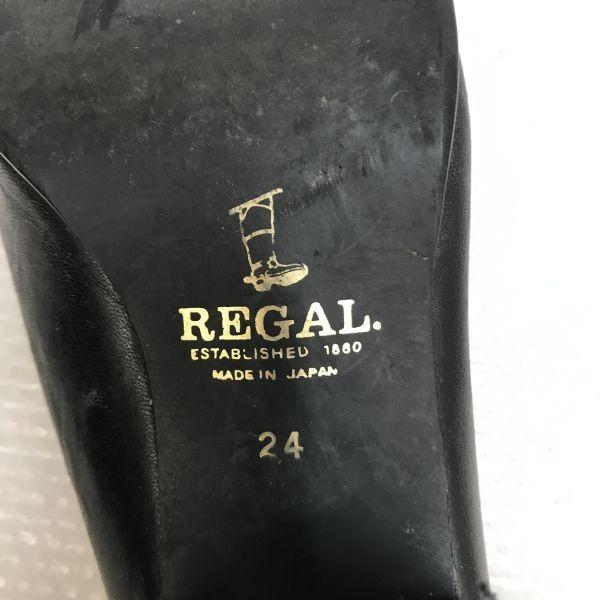 REGAL.
ESTABLISHED 1880
MADE IN JAPAN
24